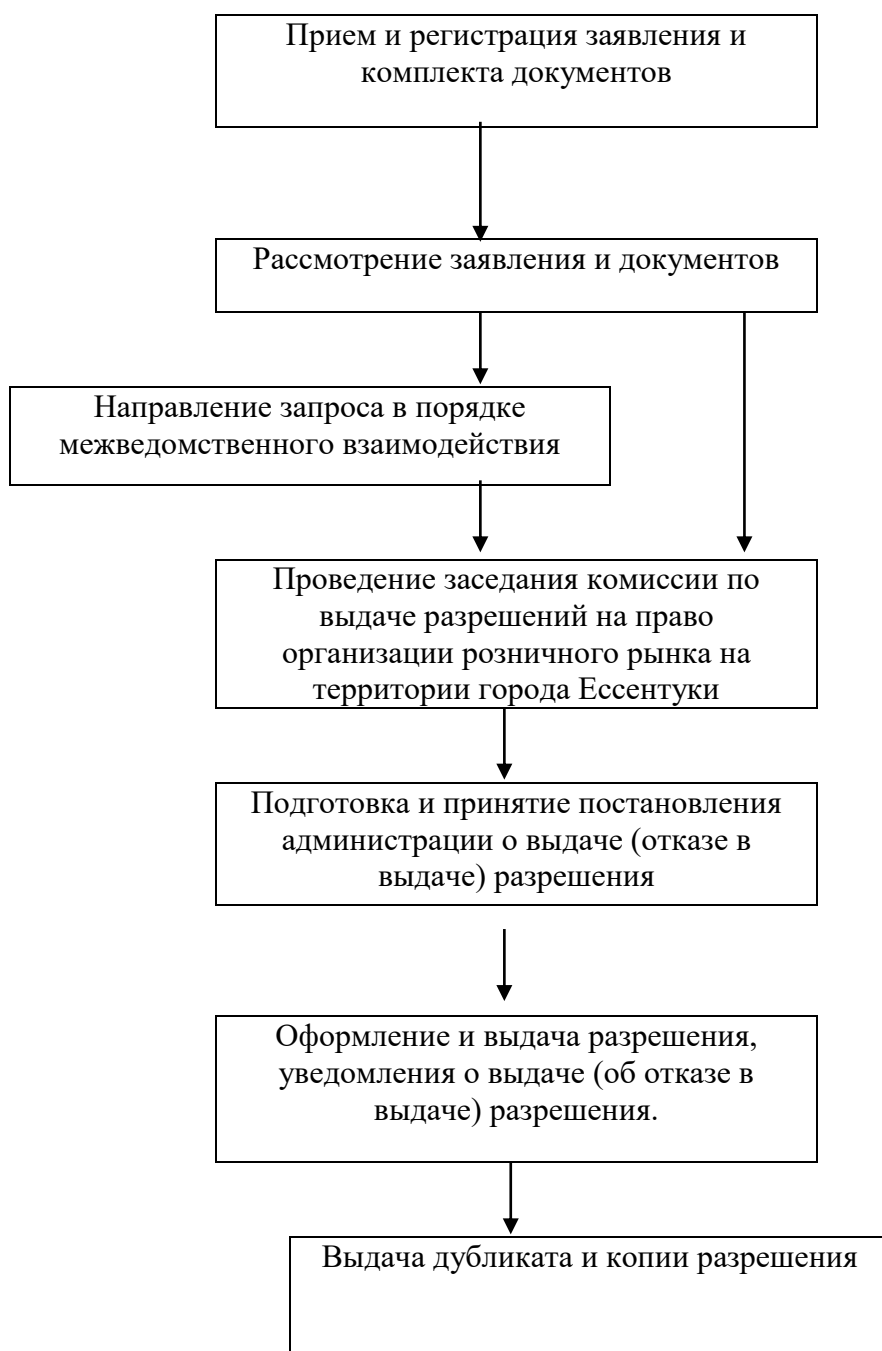 Прием и регистрация заявления и
комплекта документов
Рассмотрение заявления и документов
Направление запроса в порядке
межведомственного взаимодействия
Проведение заседания комиссии по
выдаче разрешений на право
организации розничного рынка на
территории города Ессентуки
Подготовка и принятие постановления
администрации о выдаче (отказе в
выдаче) разрешения
Оформление и выдача разрешения,
уведомления о выдаче (об отказе в
выдаче) разрешения.
Выдача дубликата и копии разрешения